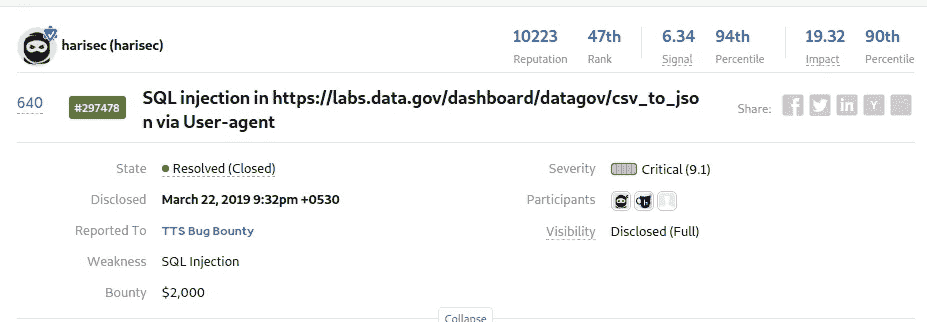 harisec (harisec)
10223 47th 6.34 94th 19.32 90th
Reputation Rank Signal Percentile Impact Percentile
640
#297478
SQL injection in https://labs.data.gov/dashboard/datagov/csv_to_jso
n via User-agent
Share:
State Resolved (Closed)
Severity Critical (9.1)
Disclosed March 22, 2019 9:32pm +0530
Participants
Reported To TTS Bug Bounty
Visibility Disclosed (Full)
Weakness SQL Injection
Bounty $2,000
Collapse